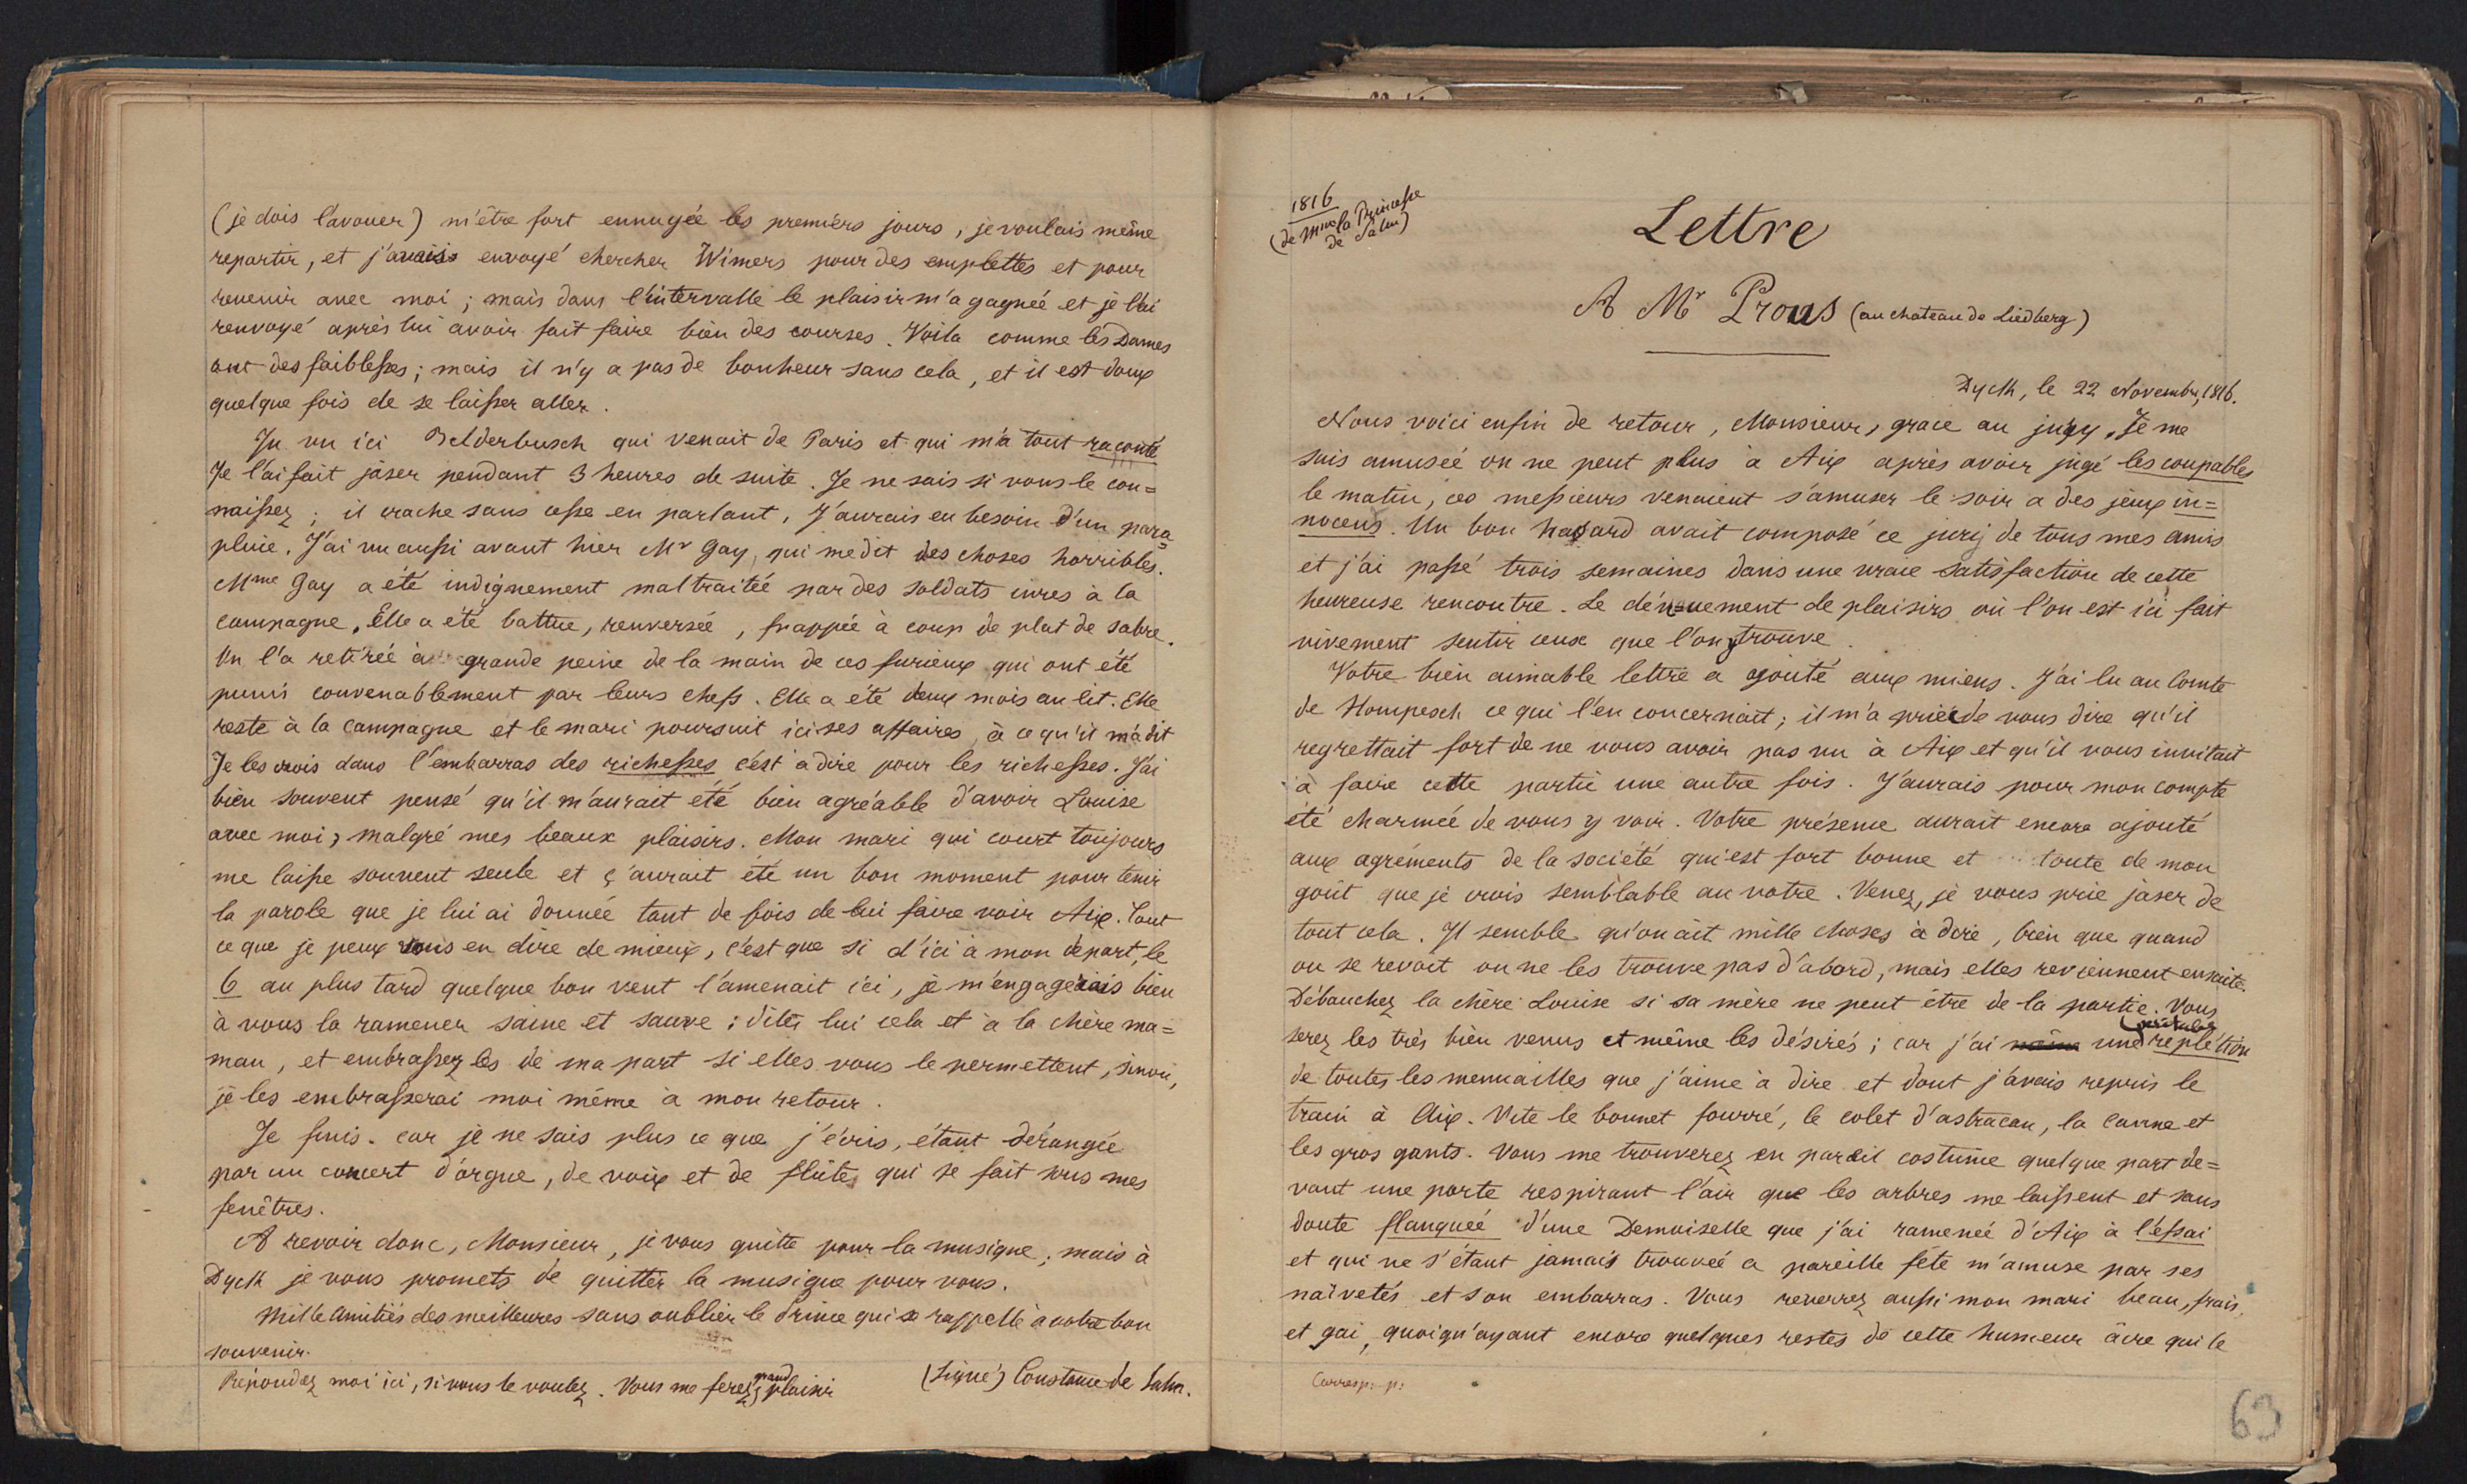 (je dois l'avouer) m'être fort ennuyée les premiers jours, je voulais même
repartir, et j'avais envoyé chercher Wimers pour des emplettes et pour
revenir avec moi ; mais dans l'intervalle le plaisir m'a gagnée et je l'ai
renvoyé après lui avoir fait faire bien des courses. Voila comme les Dames
ont des faiblesses ; mais il n'y a pas de bonheur sans cela, et il est doux
quelque fois de se laisser aller.
J'ai vu ici Belderbusch qui venait de Paris et qui m'a tout raconté
Je l'ai fait jaser pendant 3 heures de suite. Je ne sais si vous le con=
naissez ; il crache sans cesse en parlant, J'aurais eu besoin d'un para=
pluie. J'ai vu aussi avant hier Mr Gay, qui me dit des choses horribles.
Mme Gay a été indignement maltraitée par des soldats ivres à la
campagne, Elle a été battue, renversée, frappée à coup de plat de sabre.
On l'a retirée à grande peine de la main de ces furieux qui ont été
punis convenablement par leurs chefs. Elle a été deux mois au lit. Elle
reste à la campagne et le mari poursuit ici ses affaires, à ce qu'il m'a dit
Je les crois dans l'embarras des richesses c'est à dire pour les richesses. J'ai
bien souvent pensé qu'il m'aurait été bien agréable d'avoir Louise
avec moi, malgré mes beaux plaisirs. Mon mari qui court toujours
me laisse souvent seule et ç'aurait été un bon moment pour tenir
la parole que je lui ai donnée tant de fois de lui faire voir Aix. Tout
ce que je peux vous en dire de mieux, c'est que si d'ici à mon départ, le
6 au plus tard quelque bon vent l'amenait ici, je m'engagerais bien
à vous la ramener saine et sauve ; dites lui cela et à la chère ma=
man, et embrassez les de ma part si elles vous le permettent, sinon,
je les embrasserai moi même à mon retour.
Je finis. car je ne sais plus ce que j'écris, étant dérangée
par un concert d'orgue, de voix et de flûtes qui se fait sous mes
fenêtres.
A revoir donc, Monsieur, je vous quitte pour la musique, mais à
Dyck je vous promets de quitter la musique pour vous.
Mille amitiés des meilleures sans oublier le Prince qui se rappelle à votre bon
souvenir.
(Signé) Constance de Salm.
Répondez moi ici, si vous le voulez. Vous me ferez grand plaisir
1816
(de Mme la Princesse
de Salm)
Lettre
A Mr Prous (au chateau de Liedberg)
Dyck, le 22 Novembre, 1816.
Nous voici enfin de retour, Monsieur, grace au jury, Je me
suis amusée on ne peut plus à Aix après avoir jugé les coupables
le matin, ces messieurs venaient s'amuser le soir a des jeux in=
nocens. Un bon hasard avait composé ce jury de tous mes amis
et j'ai passé trois semaines dans une vraie satisfaction de cette
heureuse rencontre. Le dénuement de plaisirs où l'on est ici fait
vivement sentir ceux que l'on y trouve.
Votre bien aimable lettre a ajouté aux miens. J'ai lu au Comte
de Hompesch ce qui l'en concernait ; il m'a priée de vous dire qu'il
regrettait fort de ne vous avoir pas vu à Aix et qu'il vous invitait
à faire cette partie une autre fois. J'aurais pour mon compte
été charmée de vous y voir. Votre présence aurait encore ajouté
aux agréments de la société qui est fort bonne et toute de mon
goût que je crois semblable au votre. Venez, je vous prie jaser de
tout cela. Il semble qu'on ait mille choses à dire, bien que quand
on se revoit on ne les trouve pas d'abord, mais elles reviennent ensuite.
Débauchez la chère Louise si sa mère ne peut être de la partie. Vous
serez les très bien venus et même les désirés ; car j'ai même une véritable réplétion
de toutes les menuailles que j'aime à dire et dont j'avais repris le
train à Aix. Vite le bonnet fourré, le colet d'astracan, la canne et
les gros gants. Vous me trouverez en pareil costume quelque part de=
vant une porte respirant l'air que les arbres me laissent et sans
doute flanquée d'une Demoiselle que j'ai ramenée d'Aix à l'éssai
et qui ne s'étant jamais trouvée a pareille fête m'amuse par ses
naïvetés et son embarras. Vous reverrez aussi mon mari beau, frais,
et gai, quoiqu'ayant encore quelques restes de cette humeur âcre qui le
Corresp. p.
63